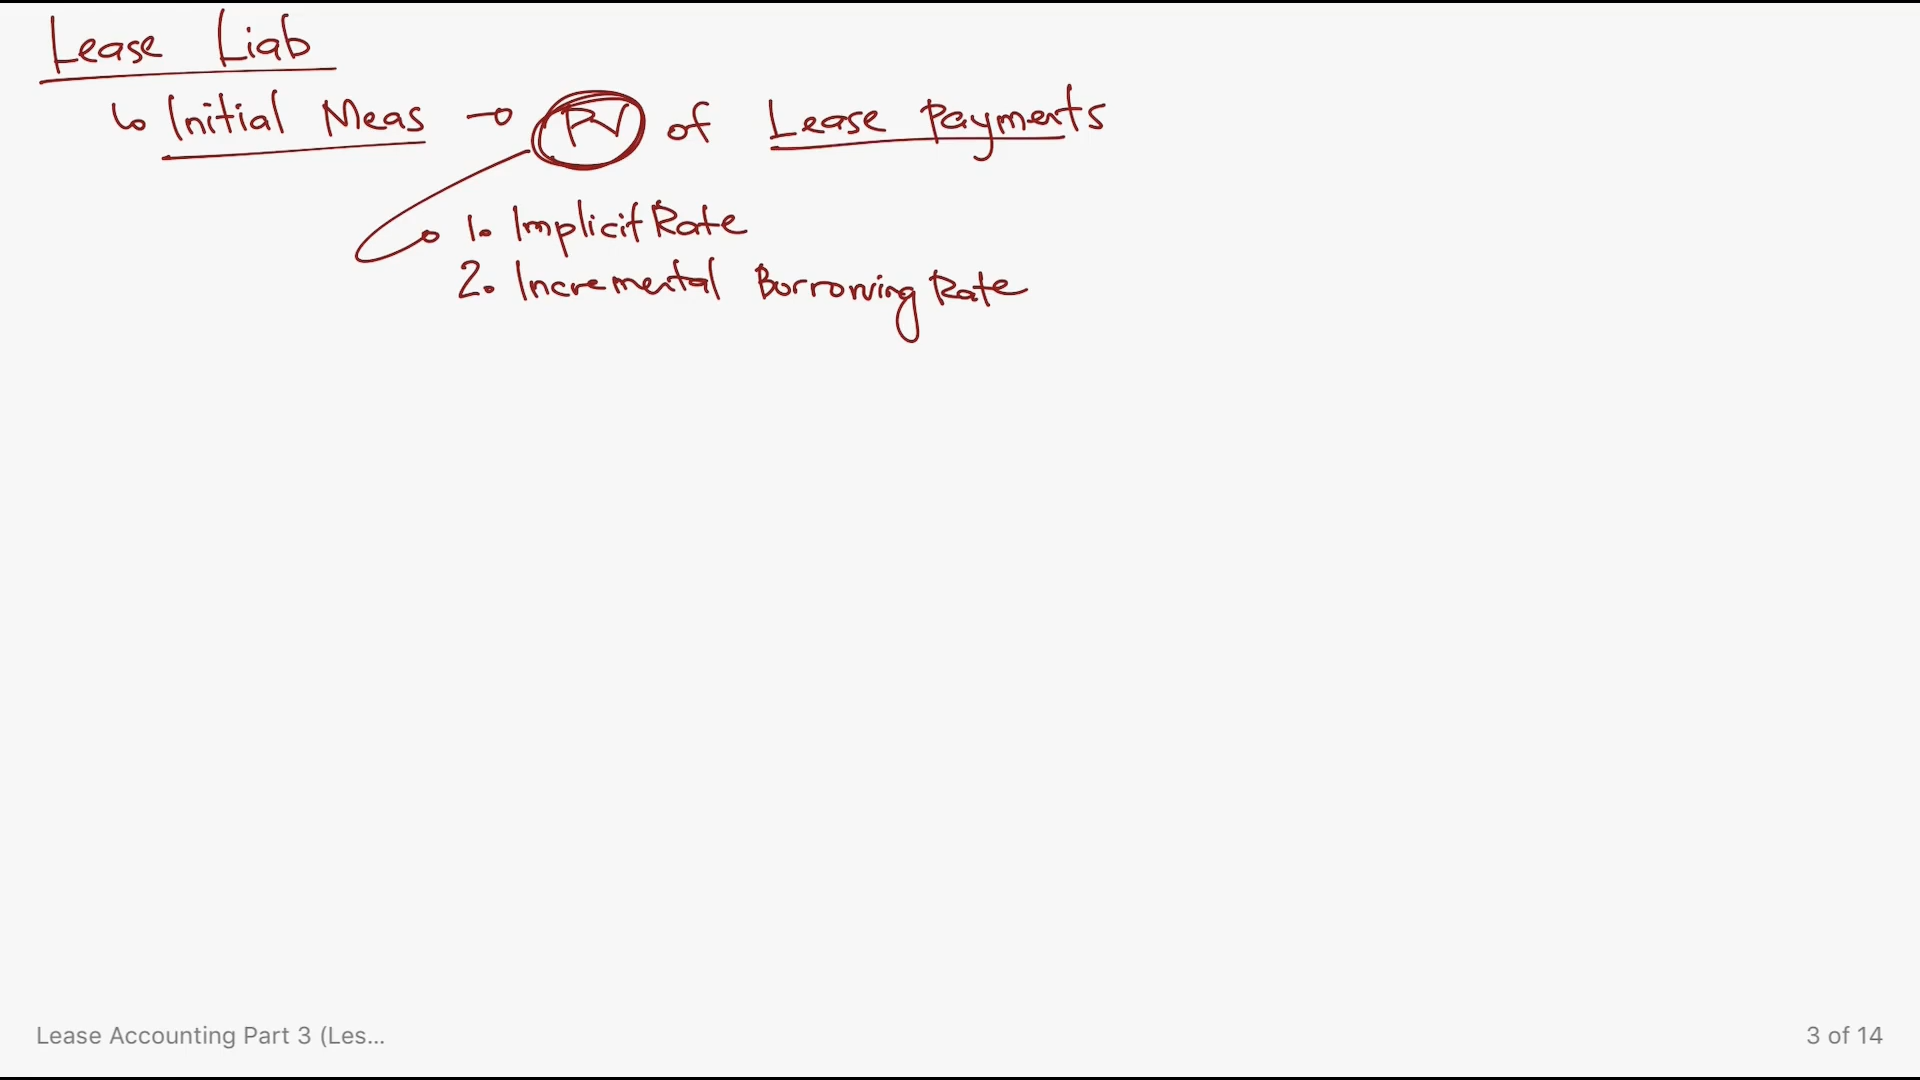 Lease Liab
Initial Meas → PV of Lease Payments
1. Implicit Rate
2. Incremental Borrowing Rate
Lease Accounting Part 3 (Les...
3 of 14